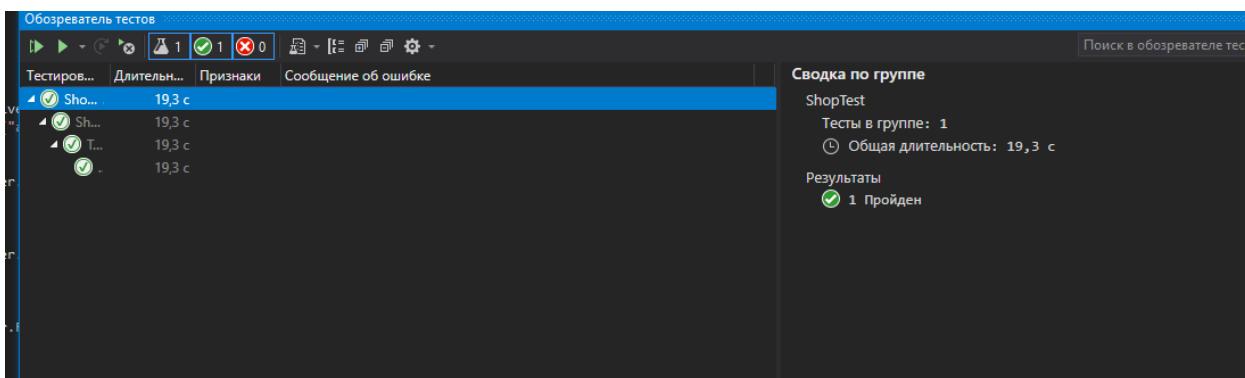 Обозреватель тестов
1 1 0 Поиск в обозревателе тес
Тестиров... Длительн... Признаки Сообщение об ошибке
Sho... 19,3 с
Sh... 19,3 с
T... 19,3 с
.. 19,3 с
Сводка по группе
ShopTest
Тесты в группе: 1
Общая длительность: 19,3 с
Результаты
1 Пройден